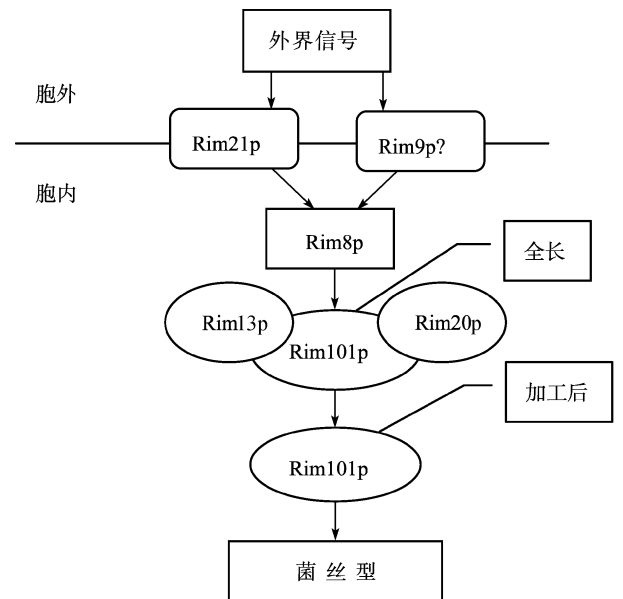 外界信号
胞外
Rim21p
Rim9p?
胞内
Rim8p
全长
Rim13p
Rim101p
Rim20p
加工后
Rim101p
菌丝型